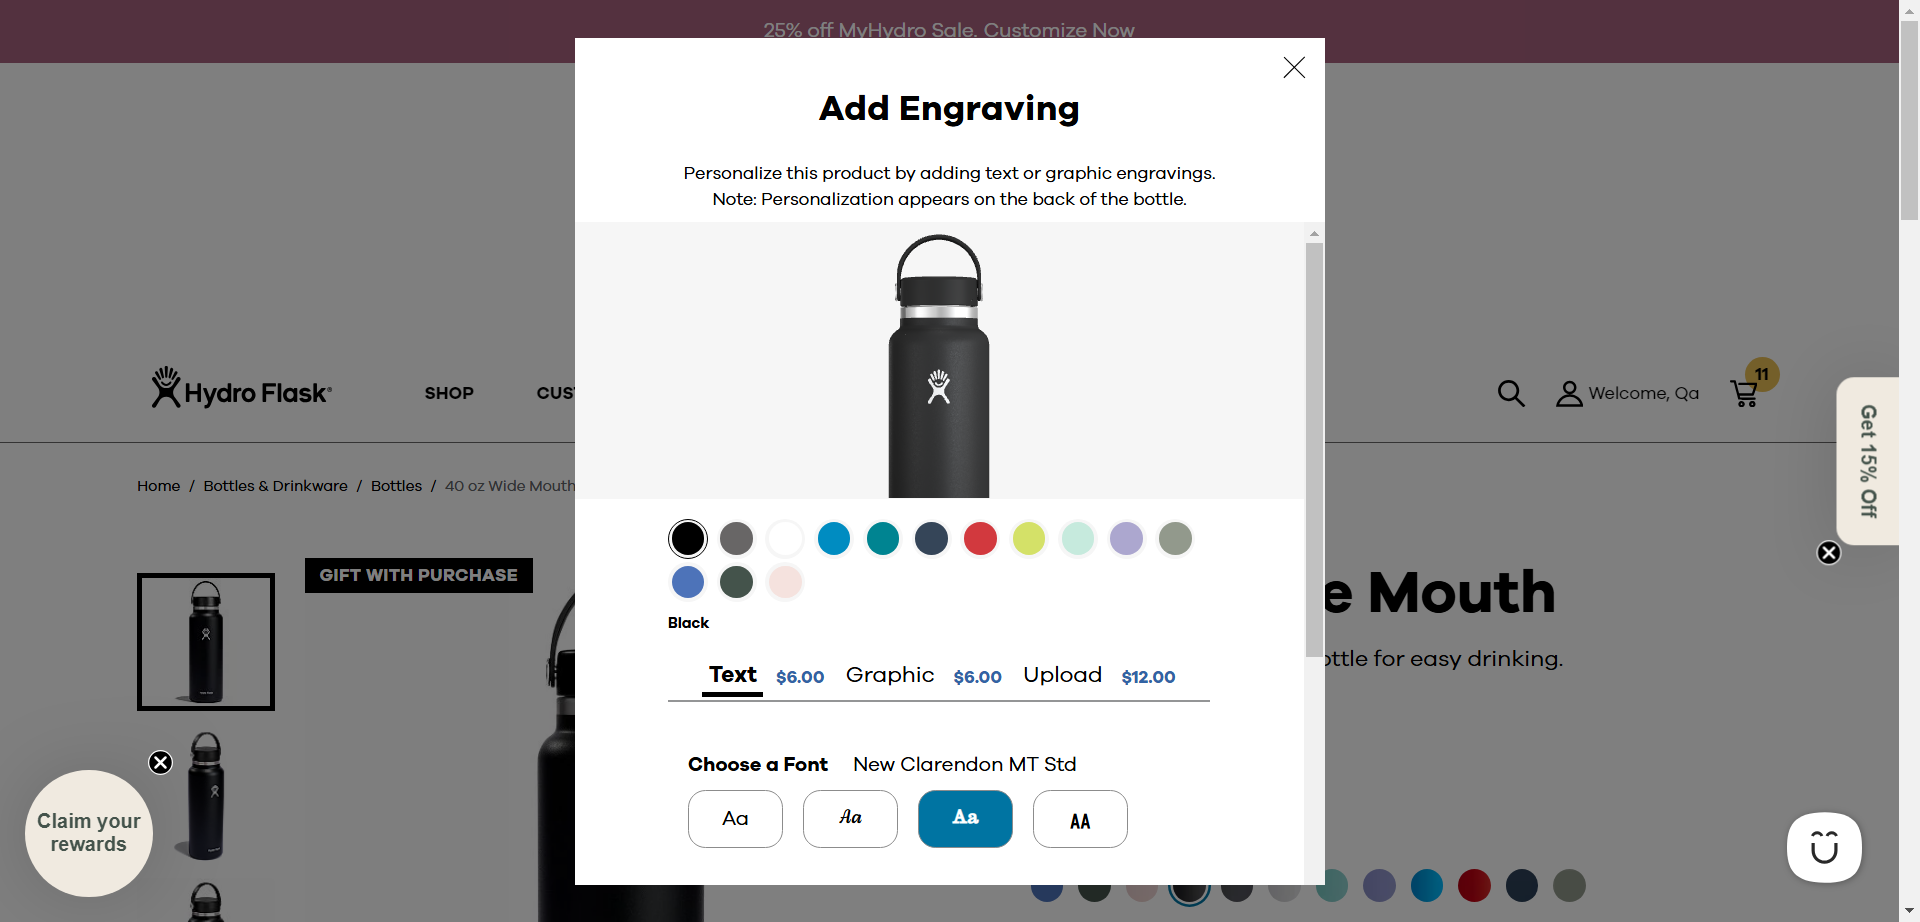 25% off MyHydro Sale. Customize Now
Add Engraving
Personalize this product by adding text or graphic engravings.
Note: Personalization appears on the back of the bottle.
Hydro Flask®
SHOP
11
Welcome, Qa
Get 15% Off
Home / Bottles & Drinkware / Bottles / 40 oz Wide Mouth
GIFT WITH PURCHASE
e Mouth
ottle for easy drinking.
Black
Text $6.00 Graphic $6.00 Upload $12.00
Choose a Font New Clarendon MT Std
Aa Aa Aa AA
Claim your
rewards